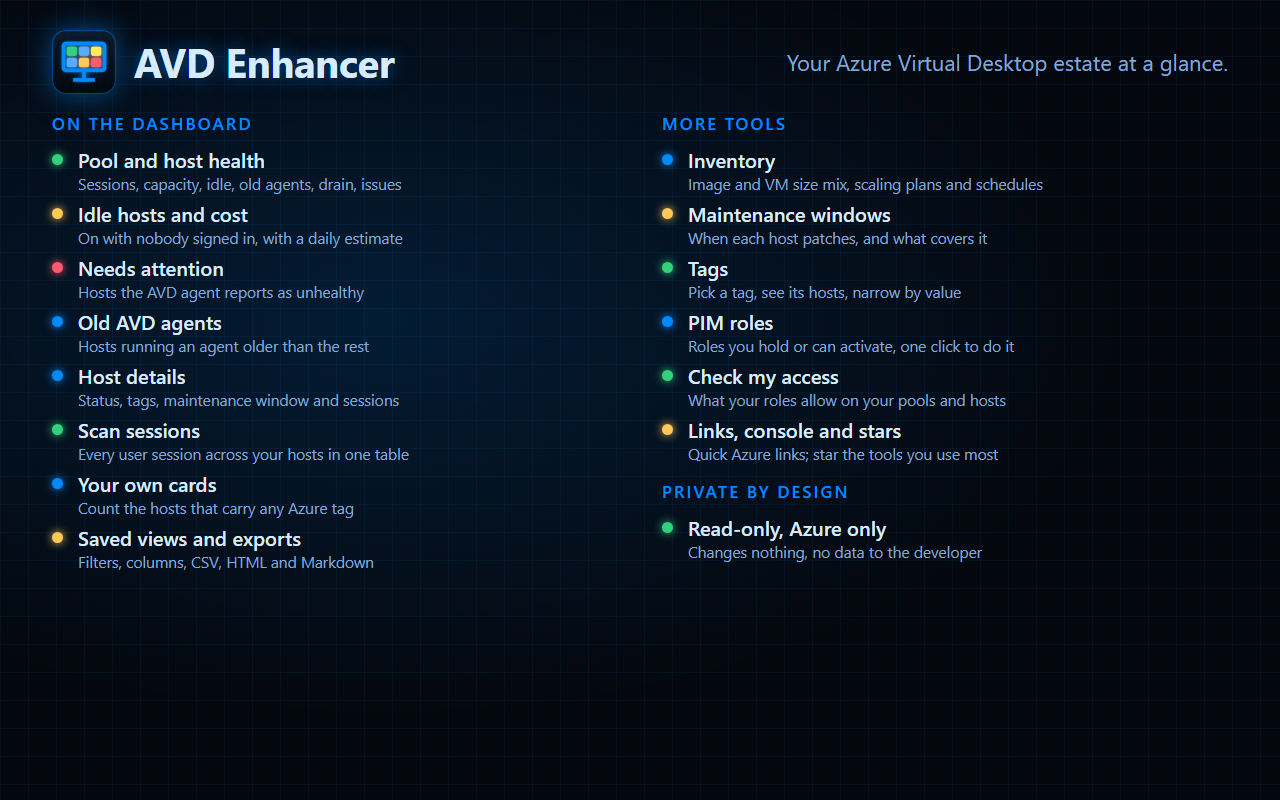 AVD Enhancer
Your Azure Virtual Desktop estate at a glance.
ON THE DASHBOARD
Pool and host health
Sessions, capacity, idle, old agents, drain, issues
Idle hosts and cost
On with nobody signed in, with a daily estimate
Needs attention
Hosts the AVD agent reports as unhealthy
Old AVD agents
Hosts running an agent older than the rest
Host details
Status, tags, maintenance window and sessions
Scan sessions
Every user session across your hosts in one table
Your own cards
Count the hosts that carry any Azure tag
Saved views and exports
Filters, columns, CSV, HTML and Markdown
MORE TOOLS
Inventory
Image and VM size mix, scaling plans and schedules
Maintenance windows
When each host patches, and what covers it
Tags
Pick a tag, see its hosts, narrow by value
PIM roles
Roles you hold or can activate, one click to do it
Check my access
What your roles allow on your pools and hosts
Links, console and stars
Quick Azure links; star the tools you use most
PRIVATE BY DESIGN
Read-only, Azure only
Changes nothing, no data to the developer